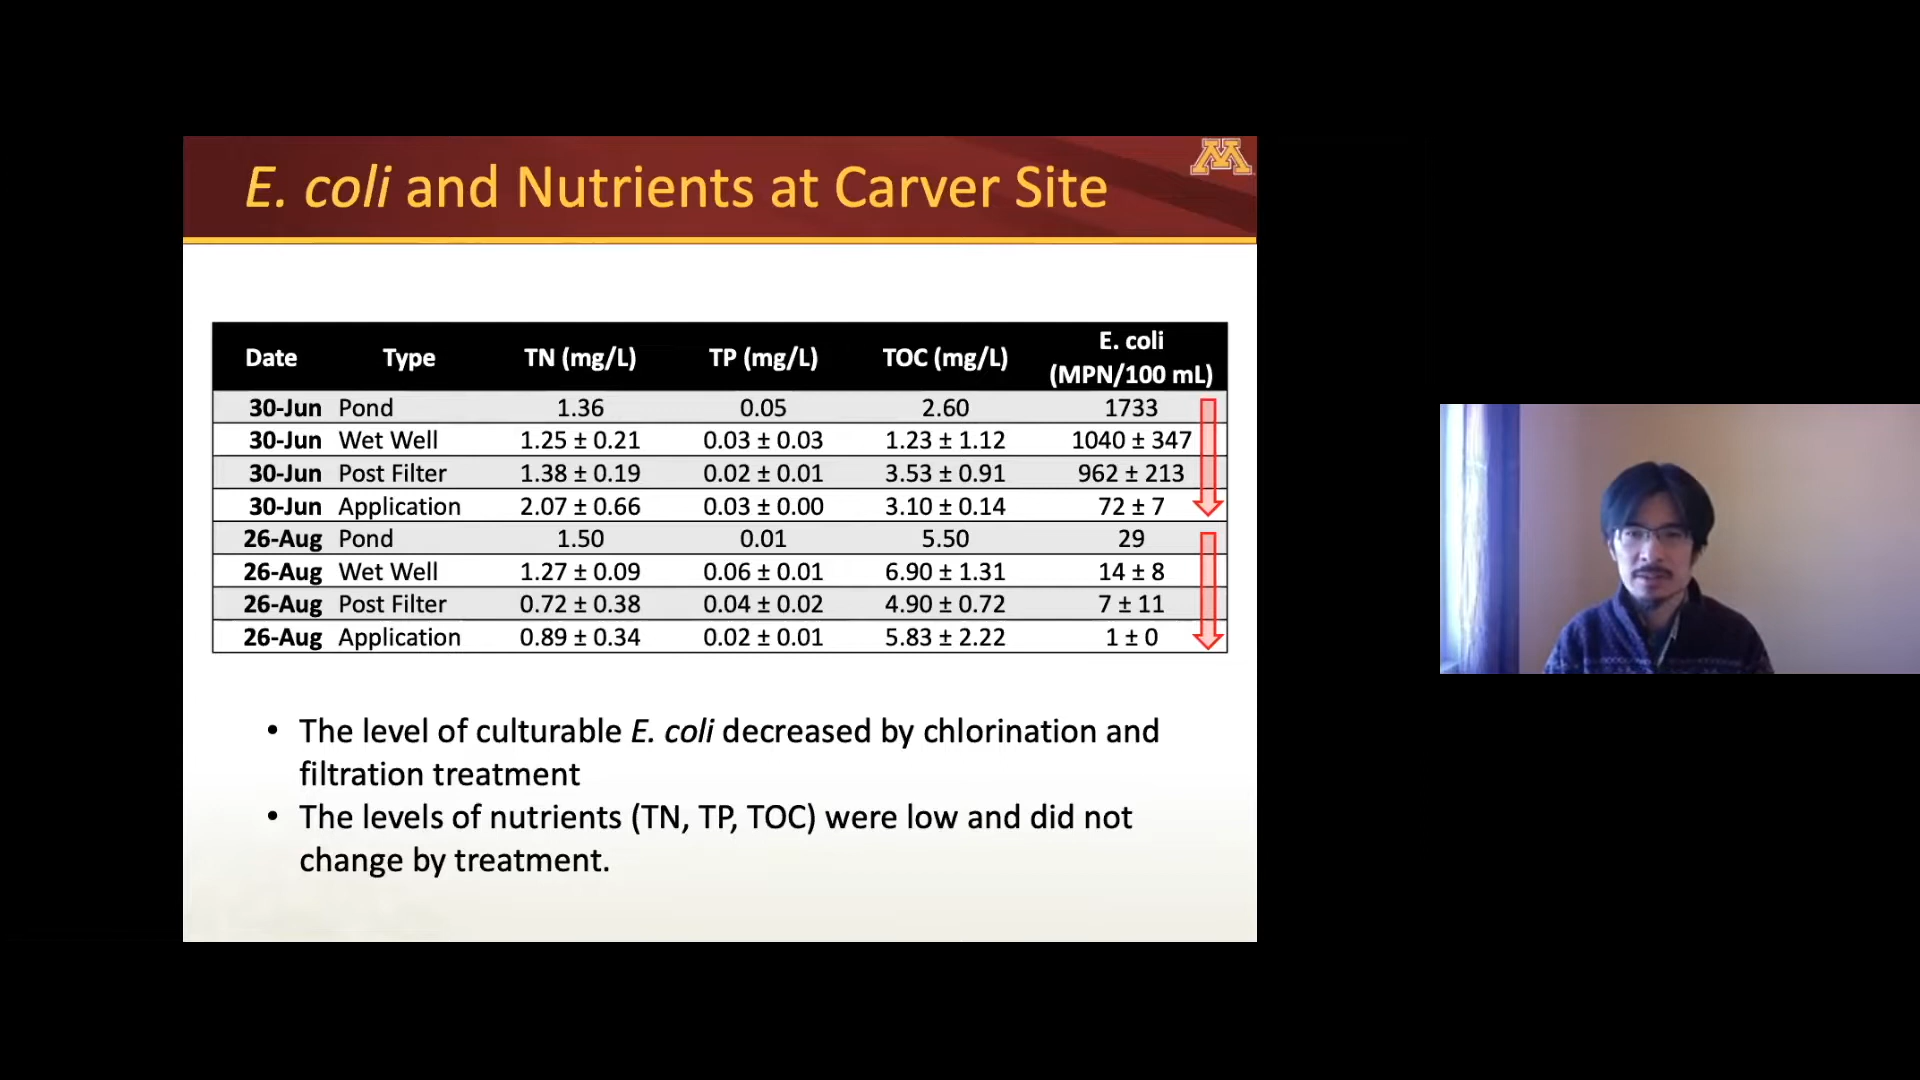 M
E. coli and Nutrients at Carver Site
Date Type TN (mg/L) TP (mg/L) TOC (mg/L) E. coli (MPN/100 mL)
30-Jun Pond 1.36 0.05 2.60 1733
30-Jun Wet Well 1.25 ± 0.21 0.03 ± 0.03 1.23 ± 1.12 1040 ± 347
30-Jun Post Filter 1.38 ± 0.19 0.02 ± 0.01 3.53 ± 0.91 962 ± 213
30-Jun Application 2.07 ± 0.66 0.03 ± 0.00 3.10 ± 0.14 72 ± 7
26-Aug Pond 1.50 0.01 5.50 29
26-Aug Wet Well 1.27 ± 0.09 0.06 ± 0.01 6.90 ± 1.31 14 ± 8
26-Aug Post Filter 0.72 ± 0.38 0.04 ± 0.02 4.90 ± 0.72 7 ± 11
26-Aug Application 0.89 ± 0.34 0.02 ± 0.01 5.83 ± 2.22 1 ± 0
• The level of culturable E. coli decreased by chlorination and
filtration treatment
• The levels of nutrients (TN, TP, TOC) were low and did not
change by treatment.